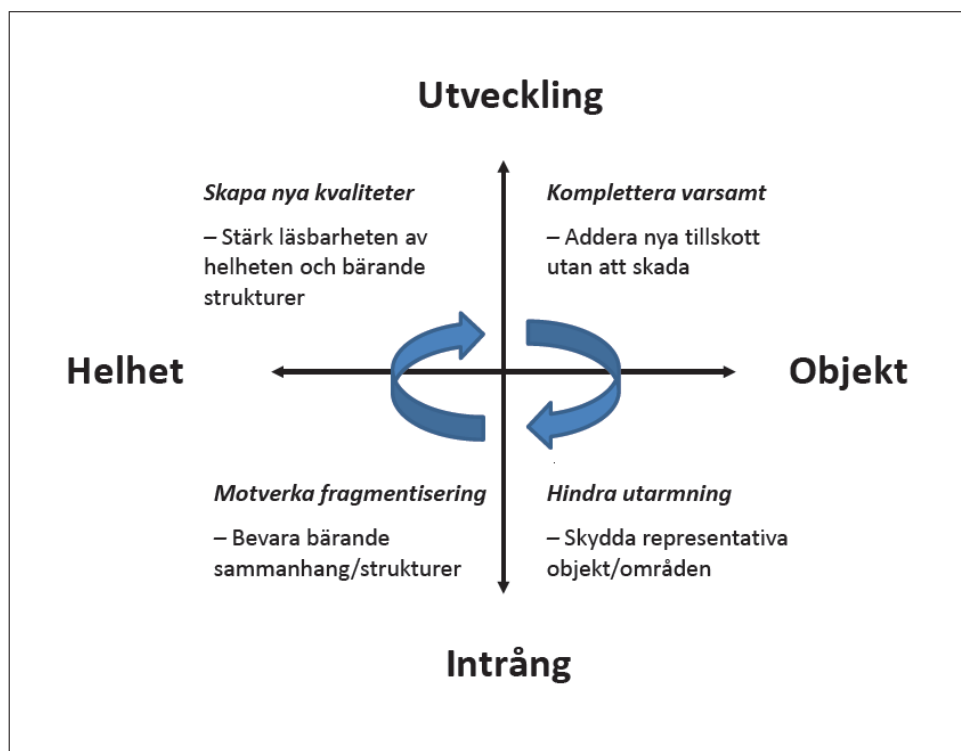 Utveckling
Skapa nya kvaliteter
– Stärk läsbarheten av
helheten och bärande
strukturer
Komplettera varsamt
– Addera nya tillskott
utan att skada
Helhet
Objekt
Motverka fragmentisering
– Bevara bärande
sammanhang/strukturer
Hindra utarmning
– Skydda representativa
objekt/områden
Intrång